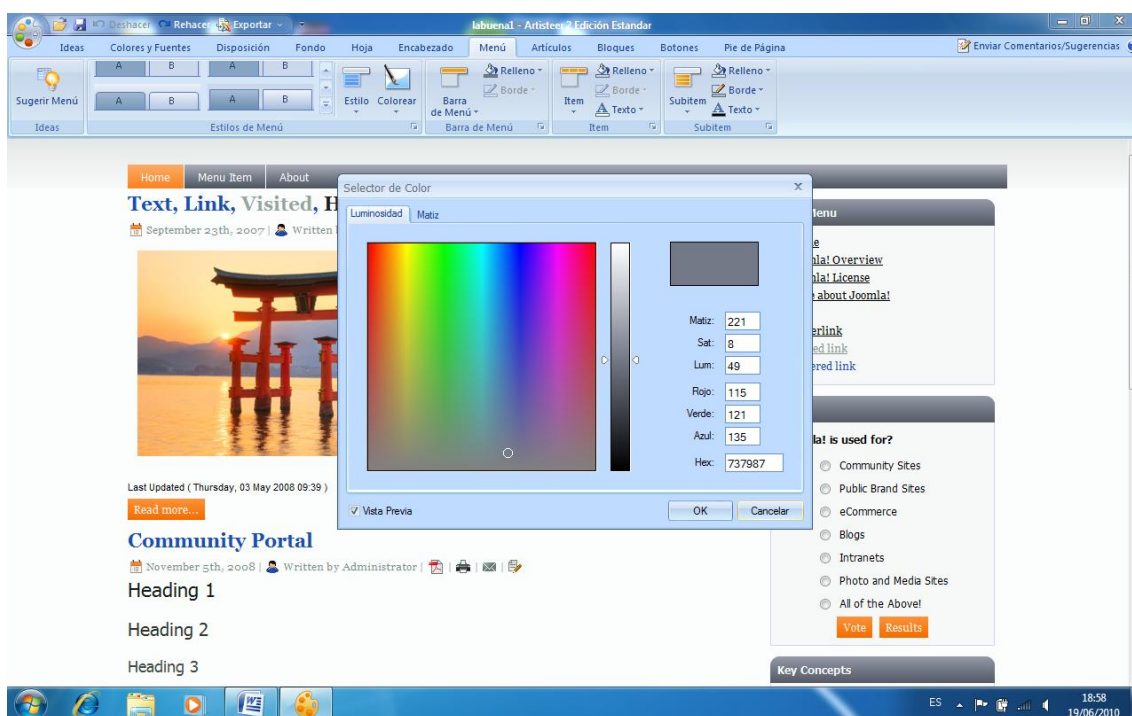 Deshacer Rehacer Exportar
labuena1 - Artisteer 2 Edición Estandar
Ideas Colores y Fuentes Disposición Fondo Hoja Encabezado Menú Artículos Bloques Botones Pie de Página Enviar Comentarios/Sugerencias
A B A B
Relleno Relleno Relleno
Borde Borde Borde
Sugerir Menú A B A B Estilo Colorear Barra de Menú Item Texto Subitem Texto
Ideas Estilos de Menú Barra de Menú Item Subitem
Home Menu Item About
Text, Link, Visited, H
September 23th, 2007 | Written
Last Updated ( Thursday, 03 May 2008 09:39 )
Read more...
Community Portal
November 5th, 2008 | Written by Administrator | | | |
Heading 1
Heading 2
Heading 3
Selector de Color X
Luminosidad Matiz
Matiz: 221
Sat: 8
Lum: 49
Rojo: 115
Verde: 121
Azul: 135
Hex: 737987
Vista Previa OK Cancelar
lenu
e
nla! Overview
nla! License
e about Joomla!
erlink
ed link
ered link
la! is used for?
Community Sites
Public Brand Sites
eCommerce
Blogs
Intranets
Photo and Media Sites
All of the Above!
Vote Results
Key Concepts
ES 18:58
19/06/2010